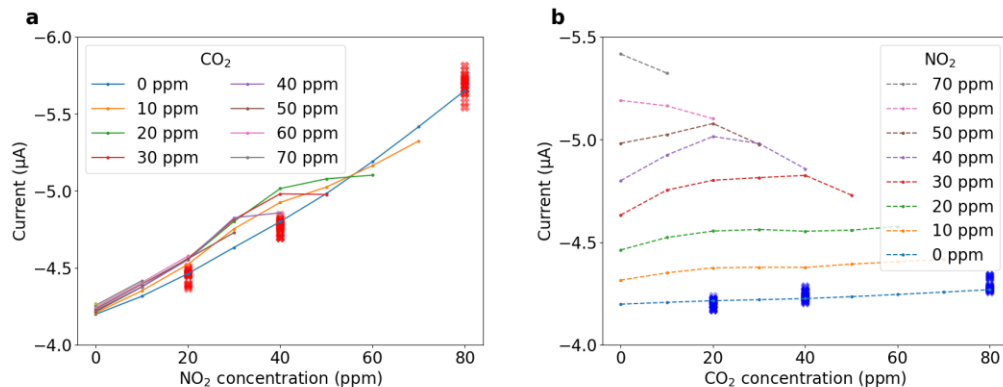 a
−6.0
−5.5
−5.0
−4.5
−4.0
Current (μA)
0
20
40
60
80
NO₂ concentration (ppm)
CO₂
0 ppm
10 ppm
20 ppm
30 ppm
40 ppm
50 ppm
60 ppm
70 ppm
b
−5.5
−5.0
−4.5
−4.0
Current (μA)
0
20
40
60
80
CO₂ concentration (ppm)
NO₂
70 ppm
60 ppm
50 ppm
40 ppm
30 ppm
20 ppm
10 ppm
0 ppm